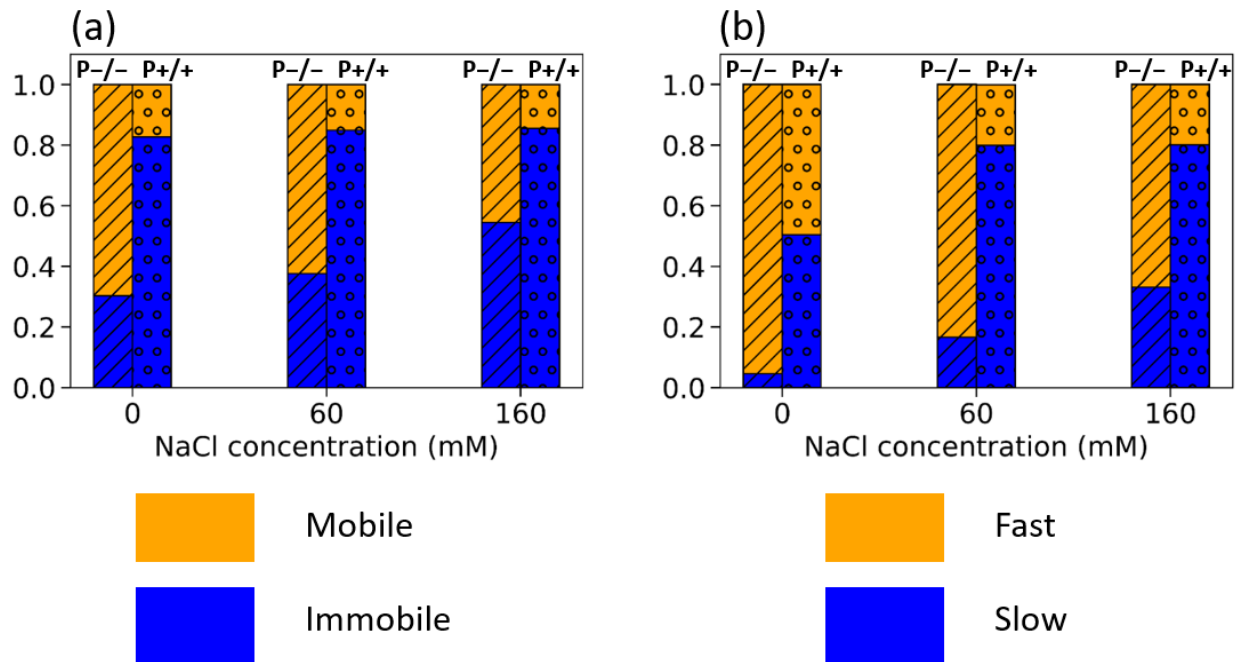 (a)
P−/− P+/+ P−/− P+/+ P−/− P+/+
1.0
0.8
0.6
0.4
0.2
0.0
0 60 160
NaCl concentration (mM)
Mobile
Immobile
(b)
P−/− P+/+ P−/− P+/+ P−/− P+/+
1.0
0.8
0.6
0.4
0.2
0.0
0 60 160
NaCl concentration (mM)
Fast
Slow